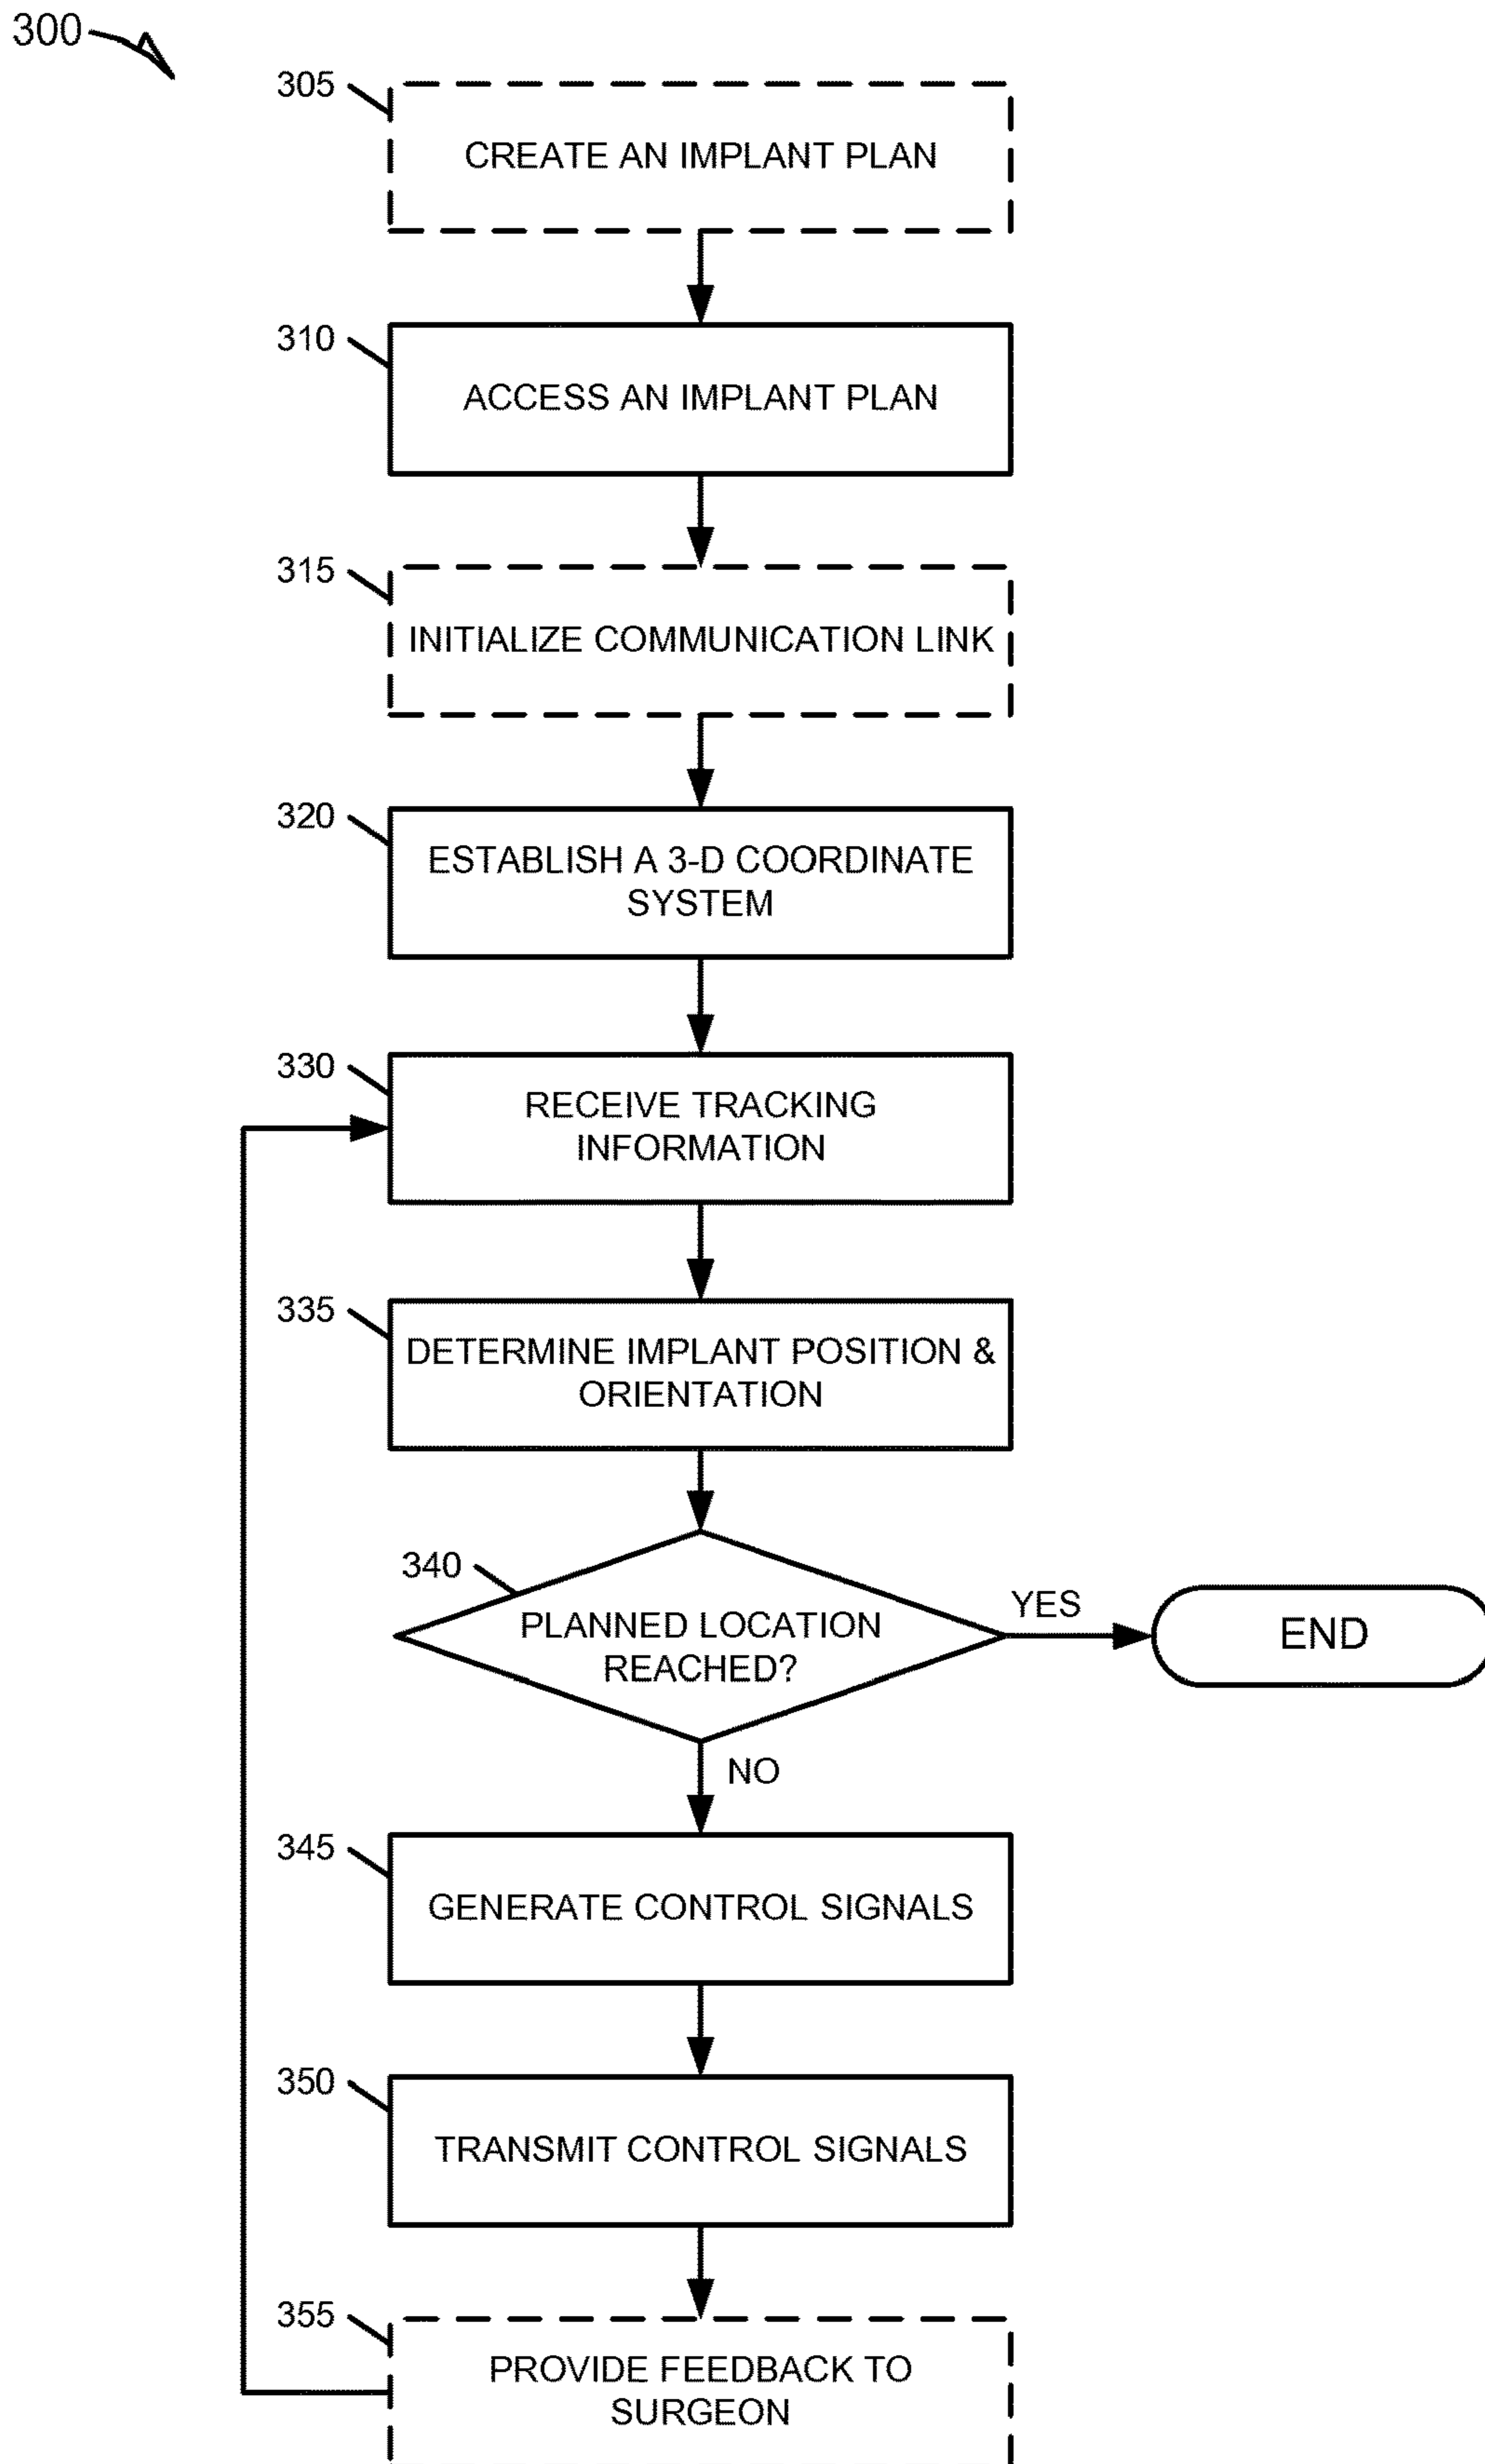 300
305
CREATE AN IMPLANT PLAN
310
ACCESS AN IMPLANT PLAN
315
INITIALIZE COMMUNICATION LINK
320
ESTABLISH A 3-D COORDINATE
SYSTEM
330
RECEIVE TRACKING
INFORMATION
335
DETERMINE IMPLANT POSITION &
ORIENTATION
340
PLANNED LOCATION
REACHED?
YES
END
NO
345
GENERATE CONTROL SIGNALS
350
TRANSMIT CONTROL SIGNALS
355
PROVIDE FEEDBACK TO
SURGEON